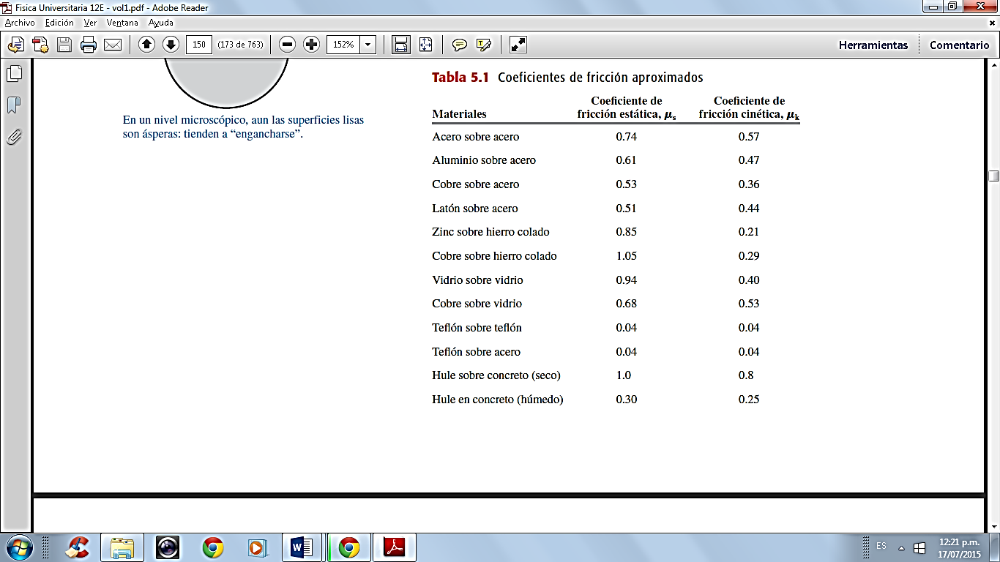 Fisica Universitaria 12E - vol1.pdf - Adobe Reader
Archivo Edición Ver Ventana Ayuda
150 (173 de 763) 152% Herramientas Comentario
En un nivel microscópico, aun las superficies lisas
son ásperas: tienden a “engancharse”.
Tabla 5.1 Coeficientes de fricción aproximados
Coeficiente de Coeficiente de
Materiales fricción estática, μs fricción cinética, μk
Acero sobre acero 0.74 0.57
Aluminio sobre acero 0.61 0.47
Cobre sobre acero 0.53 0.36
Latón sobre acero 0.51 0.44
Zinc sobre hierro colado 0.85 0.21
Cobre sobre hierro colado 1.05 0.29
Vidrio sobre vidrio 0.94 0.40
Cobre sobre vidrio 0.68 0.53
Teflón sobre teflón 0.04 0.04
Teflón sobre acero 0.04 0.04
Hule sobre concreto (seco) 1.0 0.8
Hule en concreto (húmedo) 0.30 0.25
ES 12:21 p.m.
17/07/2015